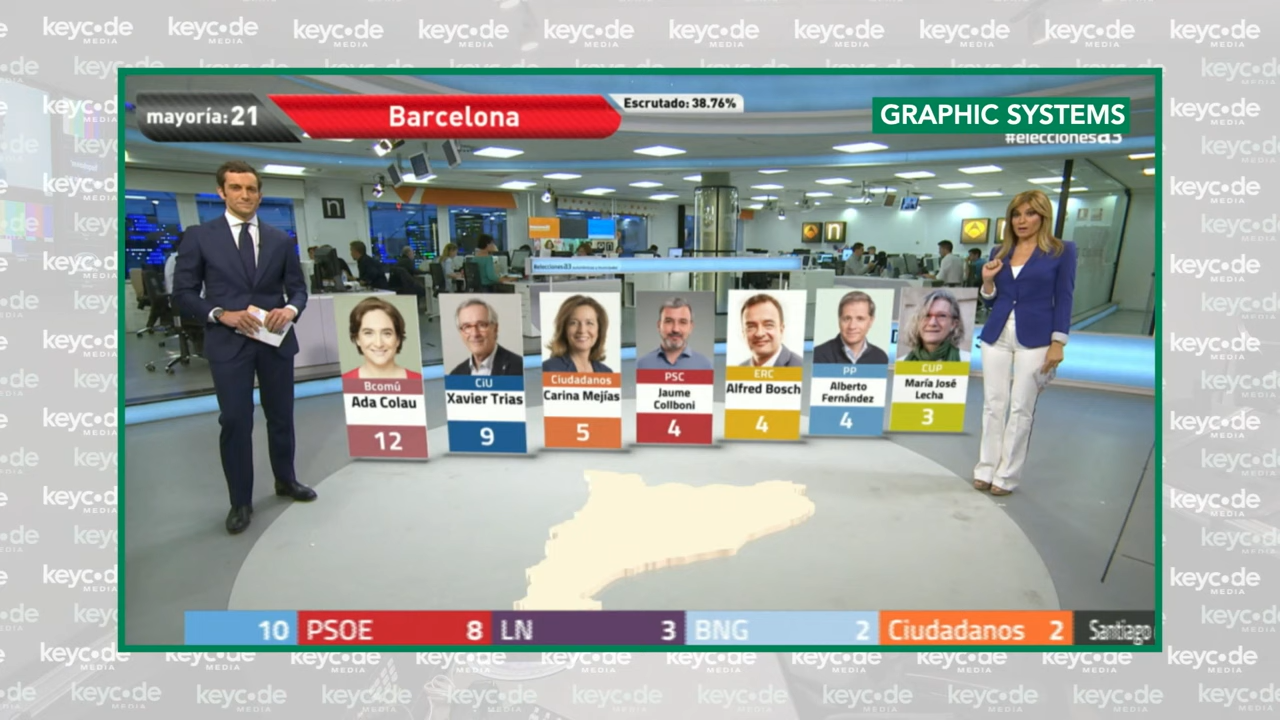 mayoría: 21
Barcelona
Escrutado: 38.76%
GRAPHIC SYSTEMS
#eleccionesa3
n
n
Bcomú
Ada Colau
12
CiU
Xavier Trias
9
Ciudadanos
Carina Mejías
5
PSC
Jaume
Collboni
4
ERC
Alfred Bosch
4
PP
Alberto
Fernández
4
CUP
María José
Lecha
3
10 PSOE 8 LN 3 BNG 2 Ciudadanos 2 Santiago
keycode
MEDIA